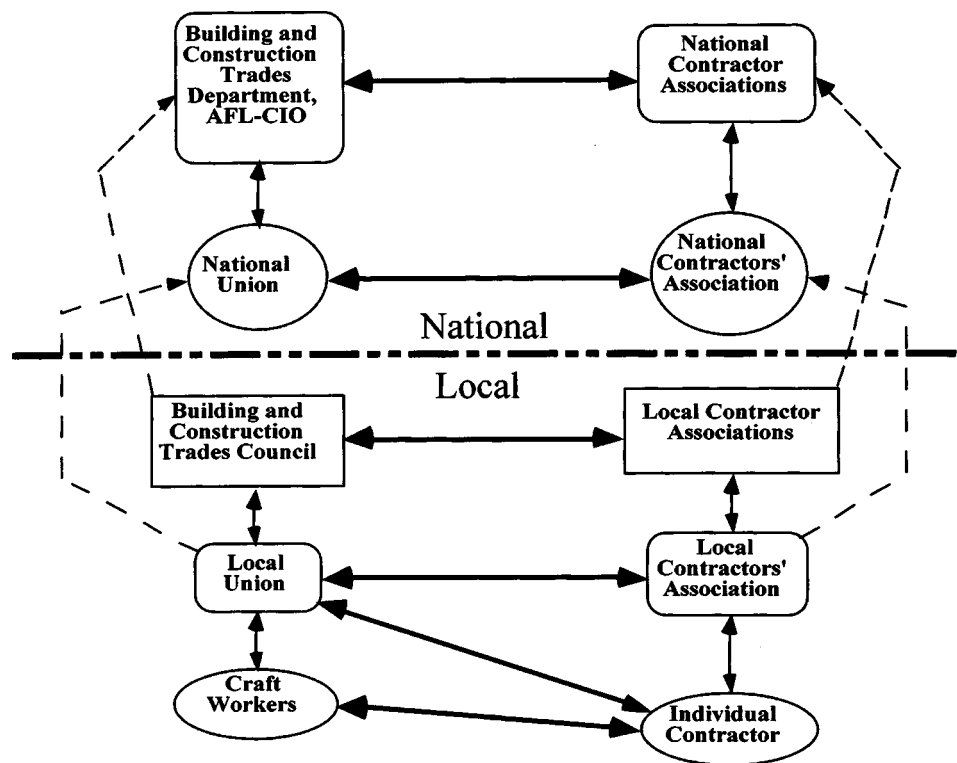 Building and
Construction
Trades
Department,
AFL-CIO
National
Contractor
Associations
National
Union
National
Contractors'
Association
National
Local
Building and
Construction
Trades Council
Local Contractor
Associations
Local
Union
Local
Contractors'
Association
Craft
Workers
Individual
Contractor